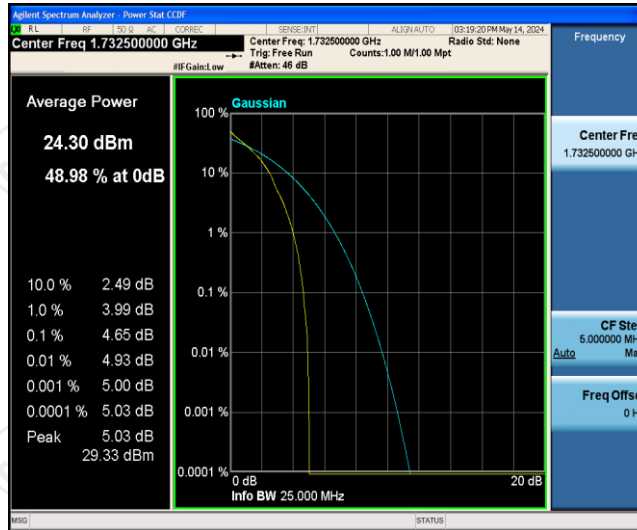 Agilent Spectrum Analyzer - Power Stat CCDF
RL RF 50 Ω AC CORREC SENSE:INT ALIGN AUTO 03:19:20 PM May 14, 2024
Center Freq 1.732500000 GHz
Center Freq: 1.732500000 GHz Radio Std: None
Trig: Free Run Counts:1.00 M/1.00 Mpt
#IFGain:Low #Atten: 46 dB
Frequency
Average Power
24.30 dBm
48.98 % at 0dB
10.0 % 2.49 dB
1.0 % 3.99 dB
0.1 % 4.65 dB
0.01 % 4.93 dB
0.001 % 5.00 dB
0.0001 % 5.03 dB
Peak 5.03 dB
29.33 dBm
Gaussian
100 %
10 %
1 %
0.1 %
0.01 %
0.001 %
0.0001 %
0 dB 20 dB
Info BW 25.000 MHz
Center Fre
1.732500000 GH
CF Ste
5.000000 MH
Auto Ma
Freq Offs
0 H
MSG STATUS